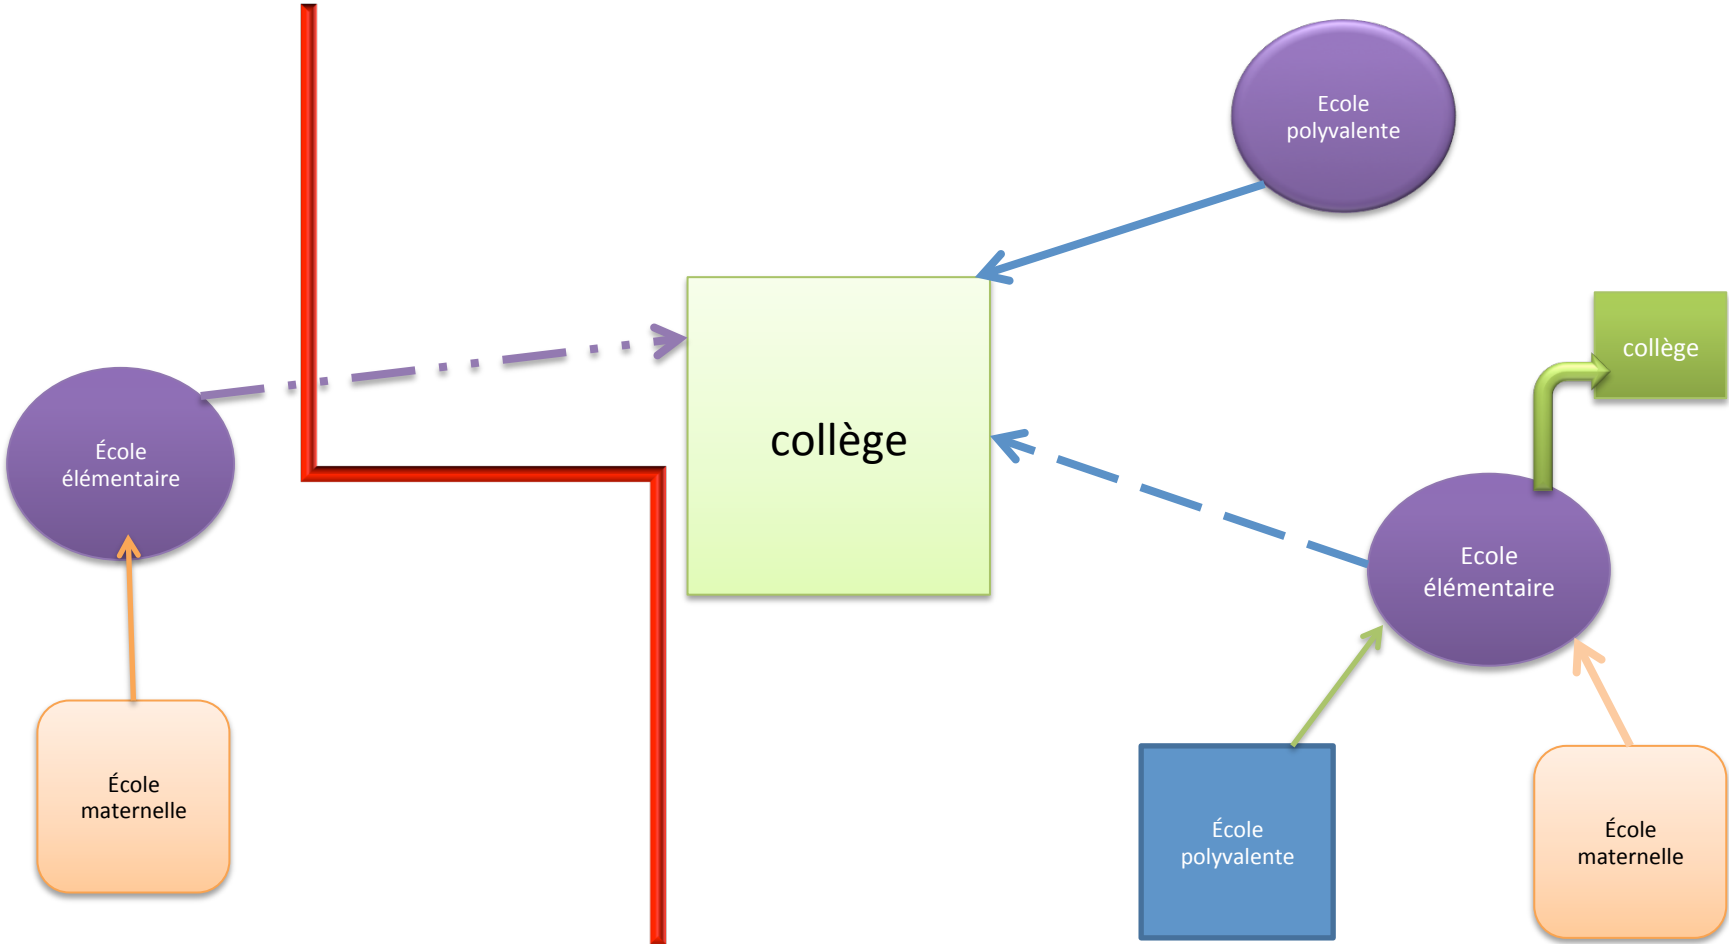 Ecole
polyvalente
collège
collège
École
élémentaire
Ecole
élémentaire
École
maternelle
École
polyvalente
École
maternelle